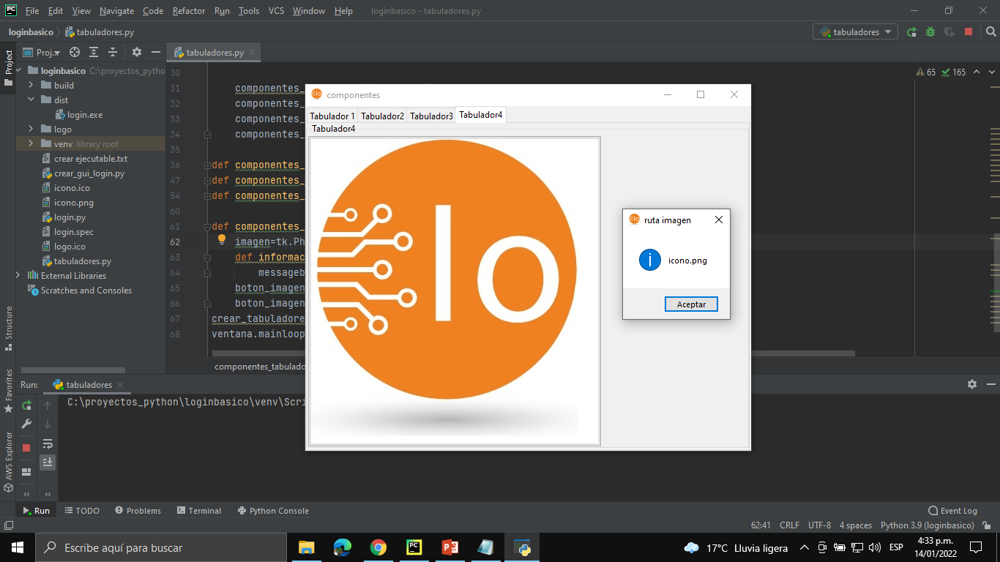 PC File Edit View Navigate Code Refactor Run Tools VCS Window Help loginbasico - tabuladores.py
loginbasico tabuladores.py tabuladores
Project
Proj... tabuladores.py
loginbasico C:\proyectos_pytho
build
dist
login.exe
logo
venv library root
crear ejecutable.txt
crear_gui_login.py
icono.ico
icono.png
login.py
login.spec
logo.ico
tabuladores.py
External Libraries
Scratches and Consoles
65 165
30
31 componentes_
32 componentes_
33 componentes_
34 componentes_
35
36 def componentes_
47 def componentes_
54 def componentes_
60
61 def componentes_
62 imagen=tk.Ph
63 def informac
64 messageb
65 boton_imagen
66 boton_imagen
67 crear_tabuladore
68 ventana.mainloop
componentes_tabulado
componentes
Tabulador 1 Tabulador2 Tabulador3 Tabulador4
Tabulador4
lo
ruta imagen
icono.png
Aceptar
Structure
Favorites
AWS Explorer
Run: tabuladores
C:\proyectos_python\loginbasico\venv\Scri
Run TODO Problems Terminal Python Console Event Log
62:41 CRLF UTF-8 4 spaces Python 3.9 (loginbasico)
Escribe aquí para buscar
17°C Lluvia ligera ESP
4:33 p.m.
14/01/2022